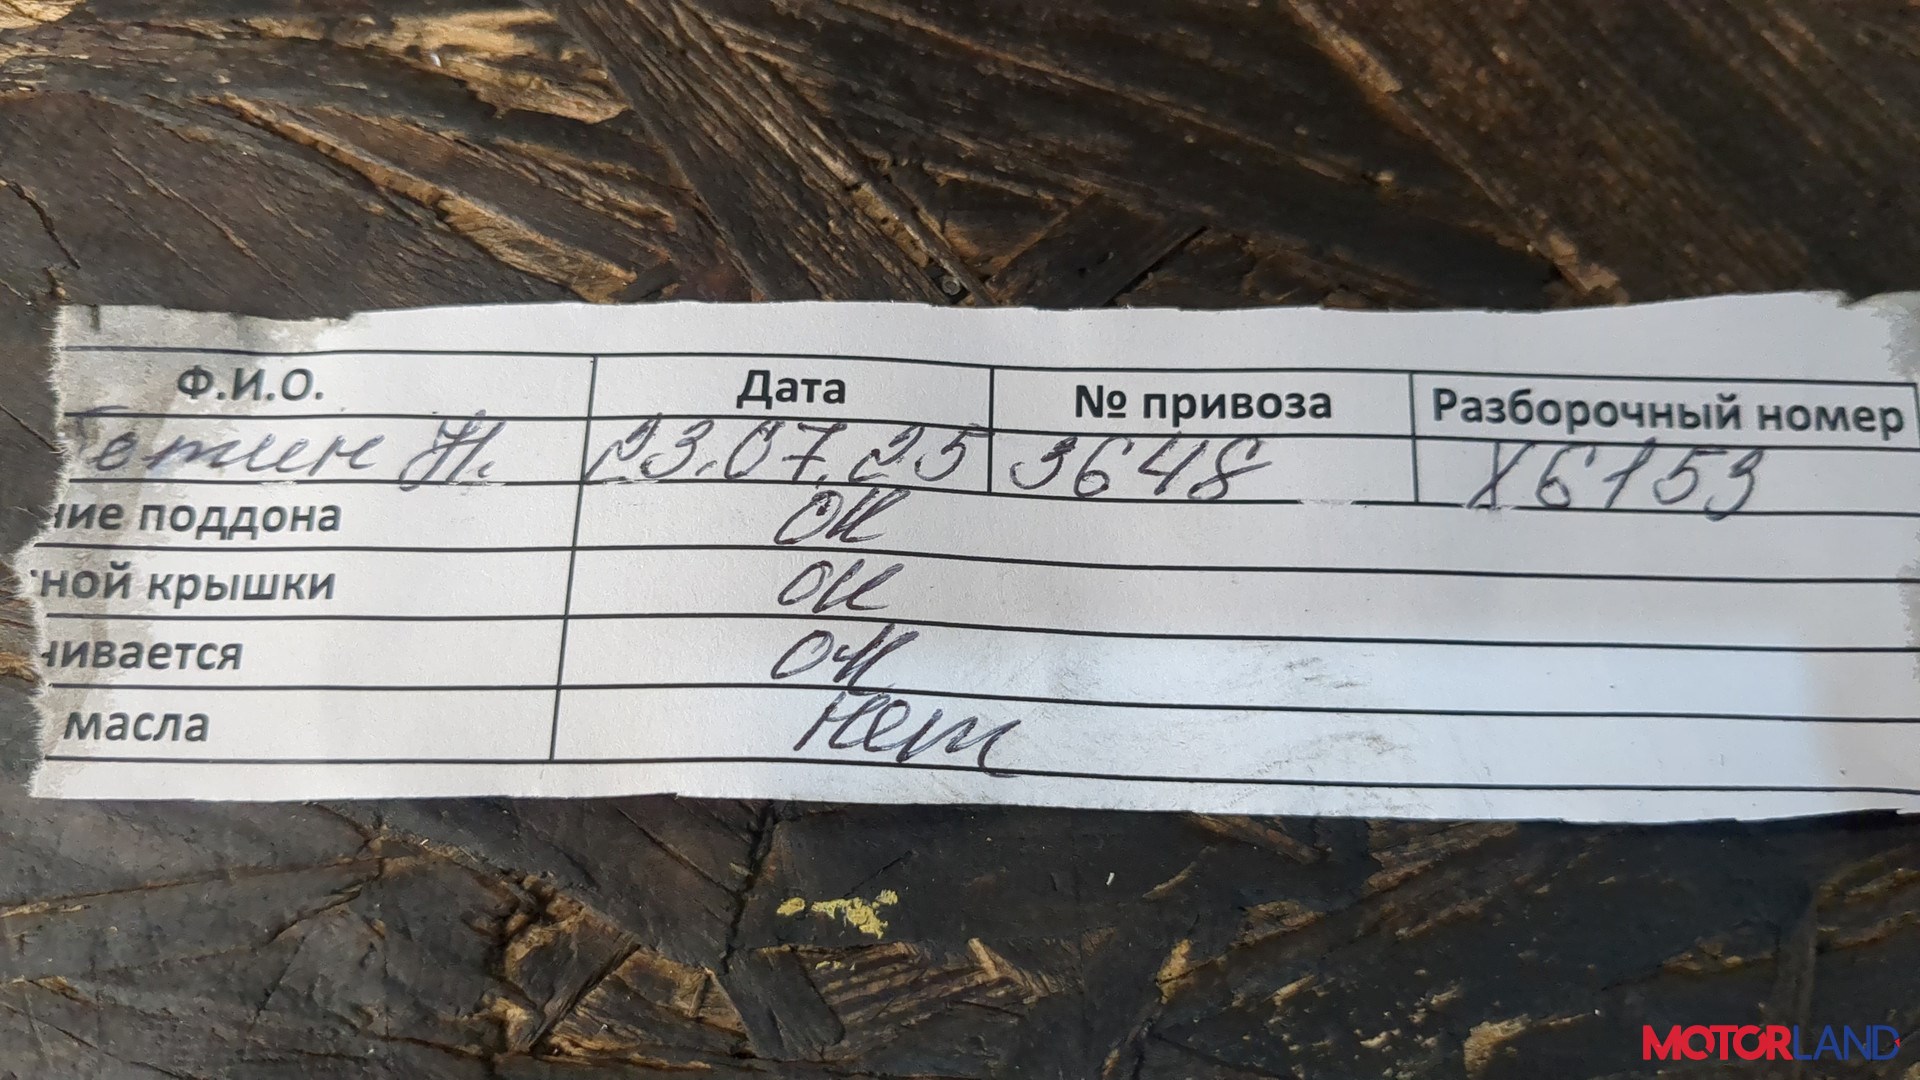 Ф.И.О. Дата № привоза Разборочный номер
Н. 23.07.25 3648 X6153
ние поддона ок
ной крышки ок
чивается ок
масла нет
MOTORLAND